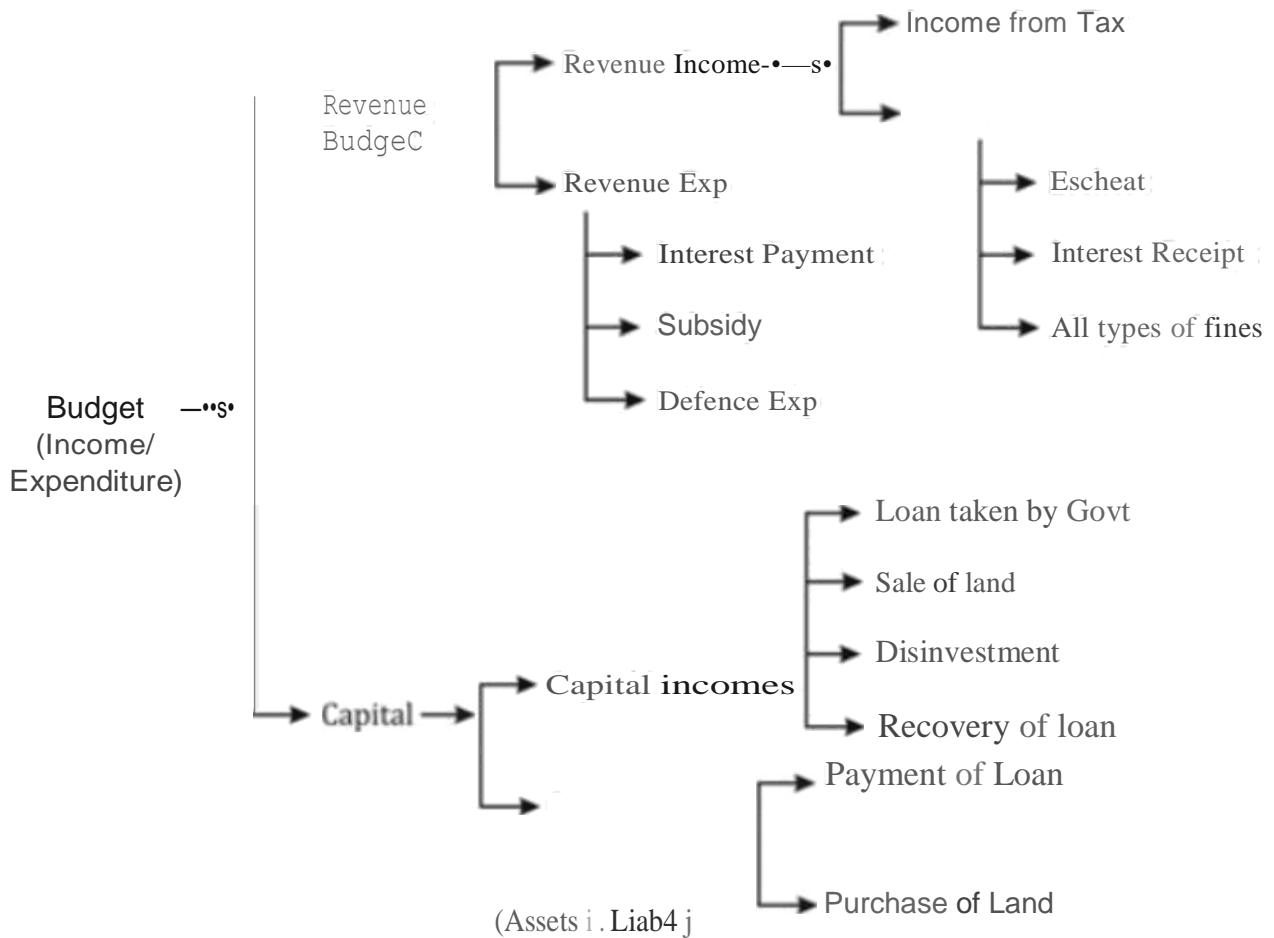 Income from Tax
Revenue Income-•—s•
Revenue
BudgeC
Revenue Exp
Escheat
Interest Payment
Interest Receipt
Subsidy
All types of fines
Defence Exp
Budget —••s•
(Income/
Expenditure)
Loan taken by Govt
Sale of land
Disinvestment
Capital incomes
Capital
Recovery of loan
Payment of Loan
Purchase of Land
(Assets i . Liab4 j